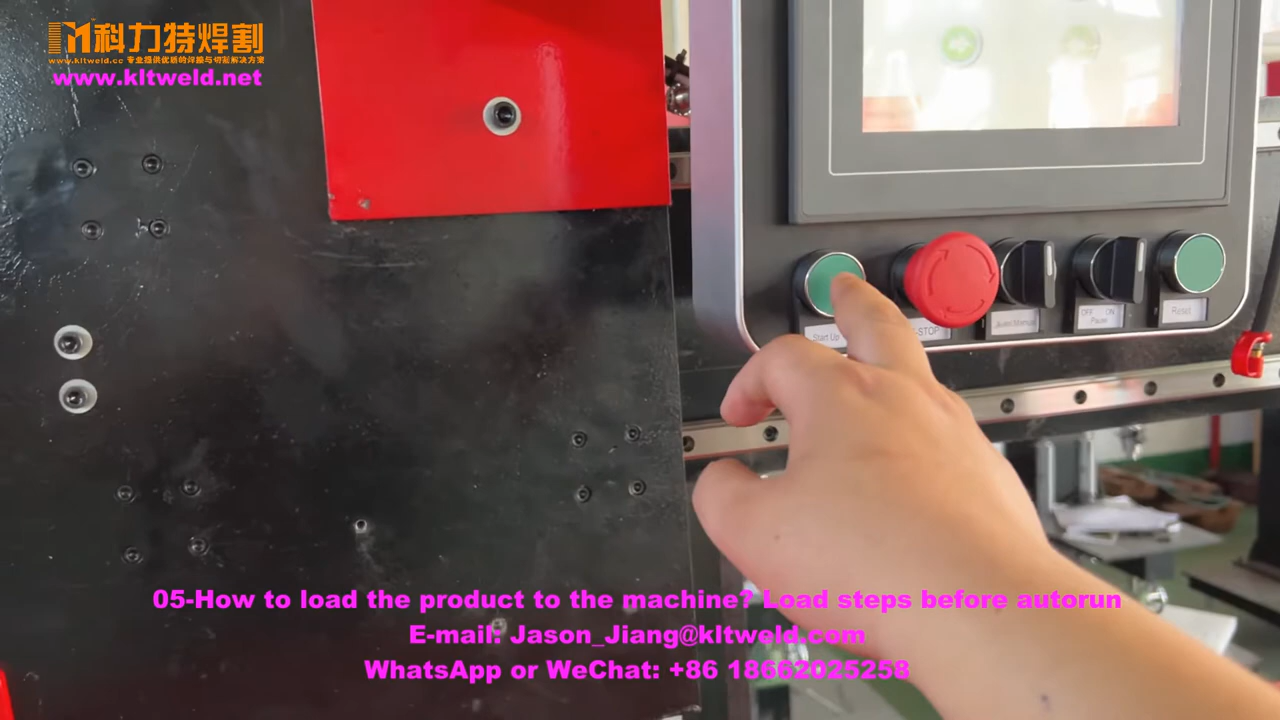 科力特焊割
www.kltweld.cc 专业提供优质的焊接与切割解决方案
www.kltweld.net
Start Up
E-STOP
Auto/Manual
OFF ON
Pause
Reset
05-How to load the product to the machine? Load steps before autorun
E-mail: Jason_Jiang@kltweld.com
WhatsApp or WeChat: +86 18662025258